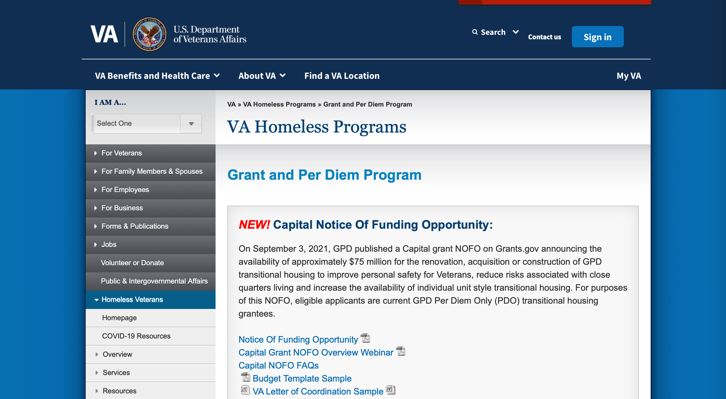 VA
U.S. Department
of Veterans Affairs
Search
Contact us
Sign in
VA Benefits and Health Care
About VA
Find a VA Location
My VA
I AM A...
Select One
For Veterans
For Family Members & Spouses
For Employees
For Business
Forms & Publications
Jobs
Volunteer or Donate
Public & Intergovernmental Affairs
Homeless Veterans
Homepage
COVID-19 Resources
Overview
Services
Resources
VA » VA Homeless Programs » Grant and Per Diem Program
VA Homeless Programs
Grant and Per Diem Program
NEW! Capital Notice Of Funding Opportunity:
On September 3, 2021, GPD published a Capital grant NOFO on Grants.gov announcing the
availability of approximately $75 million for the renovation, acquisition or construction of GPD
transitional housing to improve personal safety for Veterans, reduce risks associated with close
quarters living and increase the availability of individual unit style transitional housing. For purposes
of this NOFO, eligible applicants are current GPD Per Diem Only (PDO) transitional housing
grantees.
Notice Of Funding Opportunity
Capital Grant NOFO Overview Webinar
Capital NOFO FAQs
Budget Template Sample
VA Letter of Coordination Sample